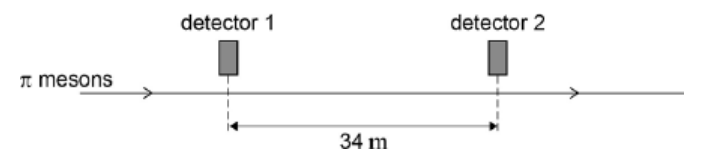 detector 1 detector 2
π mesons
34 m